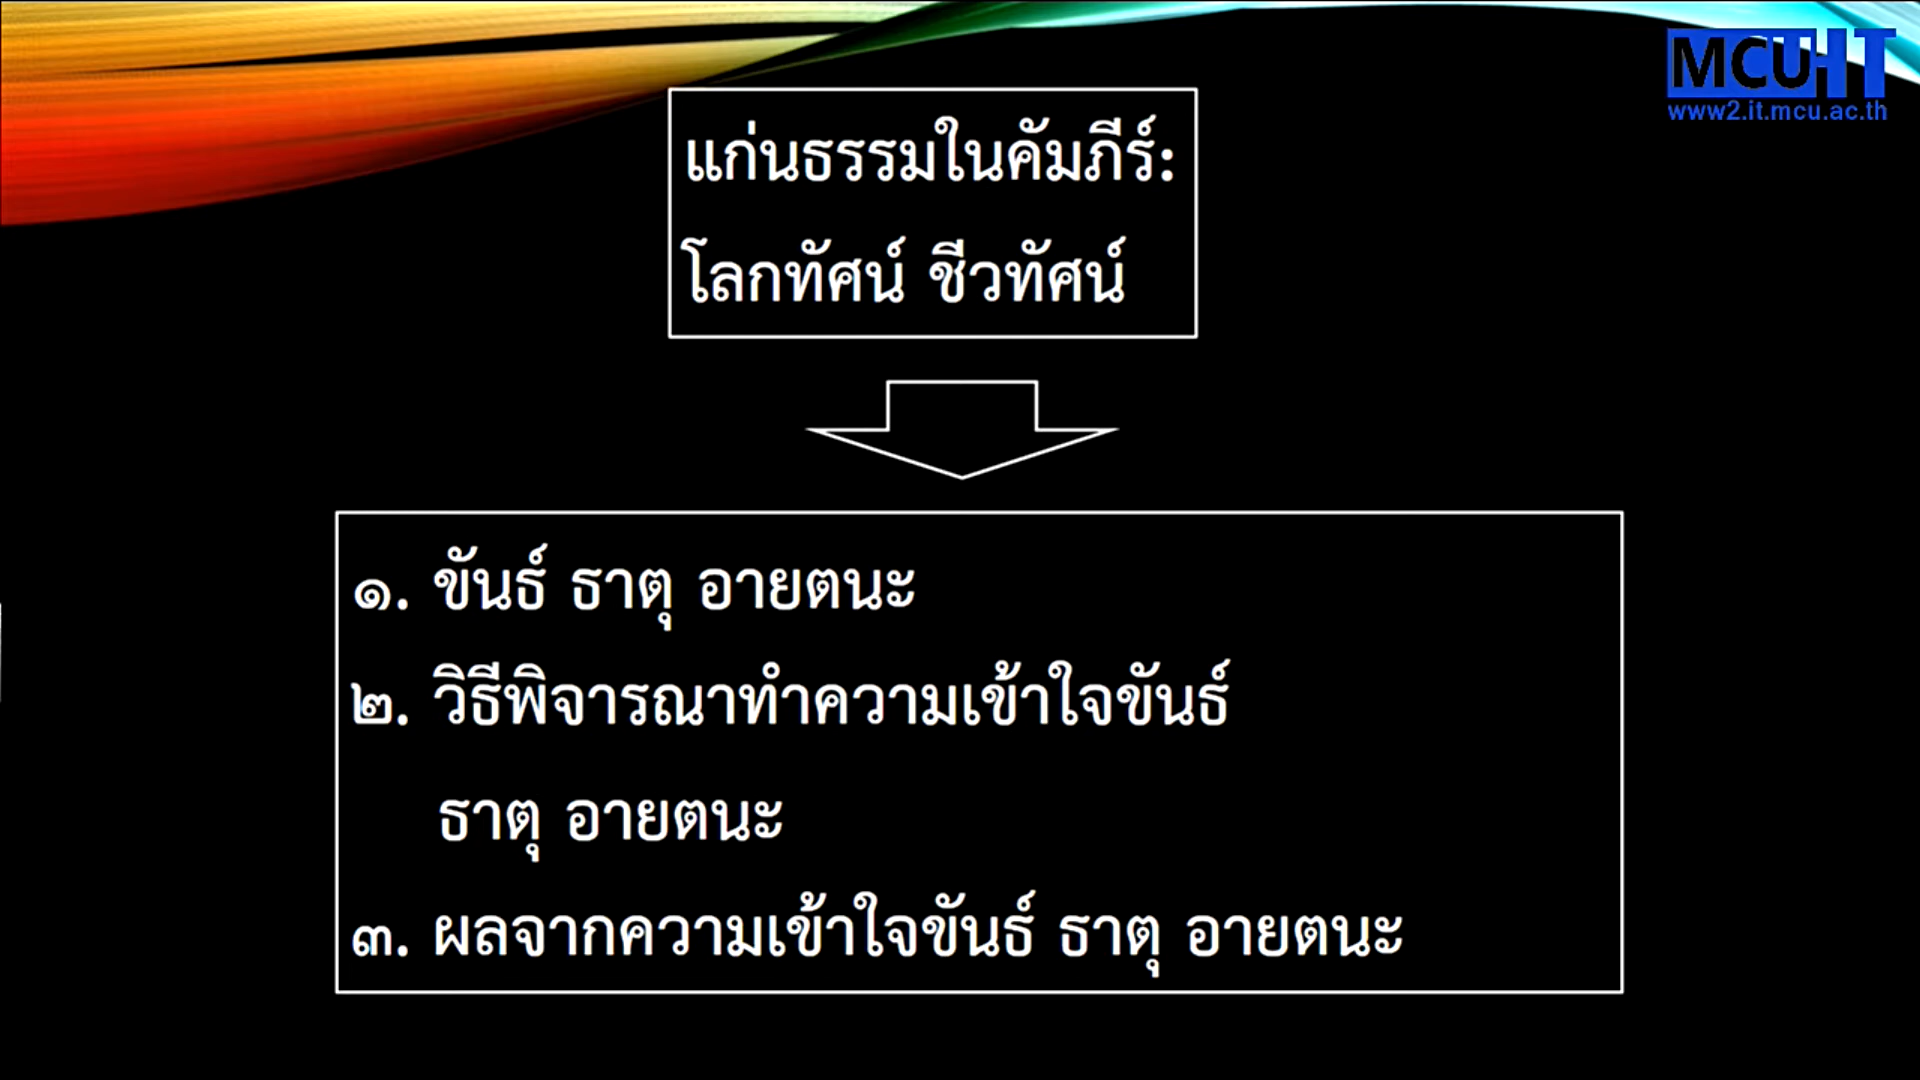 MCU-IT
www2.it.mcu.ac.th
แก่นธรรมในคัมภีร์:
โลกทัศน์ ชีวทัศน์
๑. ขันธ์ ธาตุ อายตนะ
๒. วิธีพิจารณาทำความเข้าใจขันธ์
ธาตุ อายตนะ
๓. ผลจากความเข้าใจขันธ์ ธาตุ อายตนะ